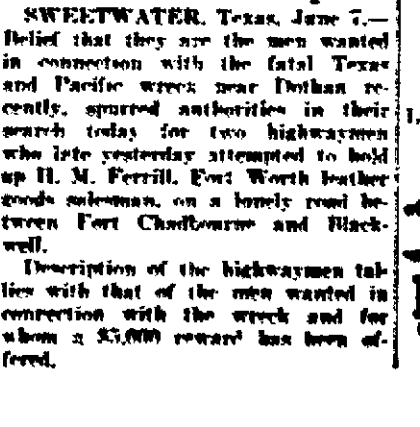 SWEETWATER, Texas, June 7.—
Belief that they are the men wanted
in connection with the fatal Texas
and Pacific wreck near Dothan re-
cently, spurred authorities in their
search today for two highwaymen
who late yesterday attempted to hold
up H. M. Ferrill, Fort Worth leather
goods salesman, on a lonely road be-
tween Fort Chadbourne and Black-
well.
Description of the highwaymen tal-
lies with that of the men wanted in
connection with the wreck and for
whom a $5,000 reward has been of-
fered.